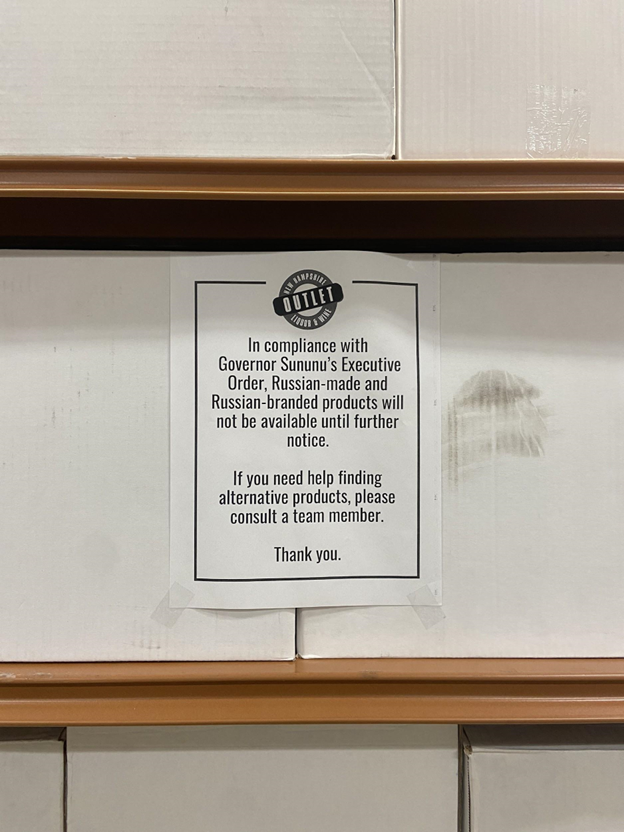 NEW HAMPSHIRE
OUTLET
LIQUOR & WINE
In compliance with
Governor Sununu's Executive
Order, Russian-made and
Russian-branded products will
not be available until further
notice.
If you need help finding
alternative products, please
consult a team member.
Thank you.